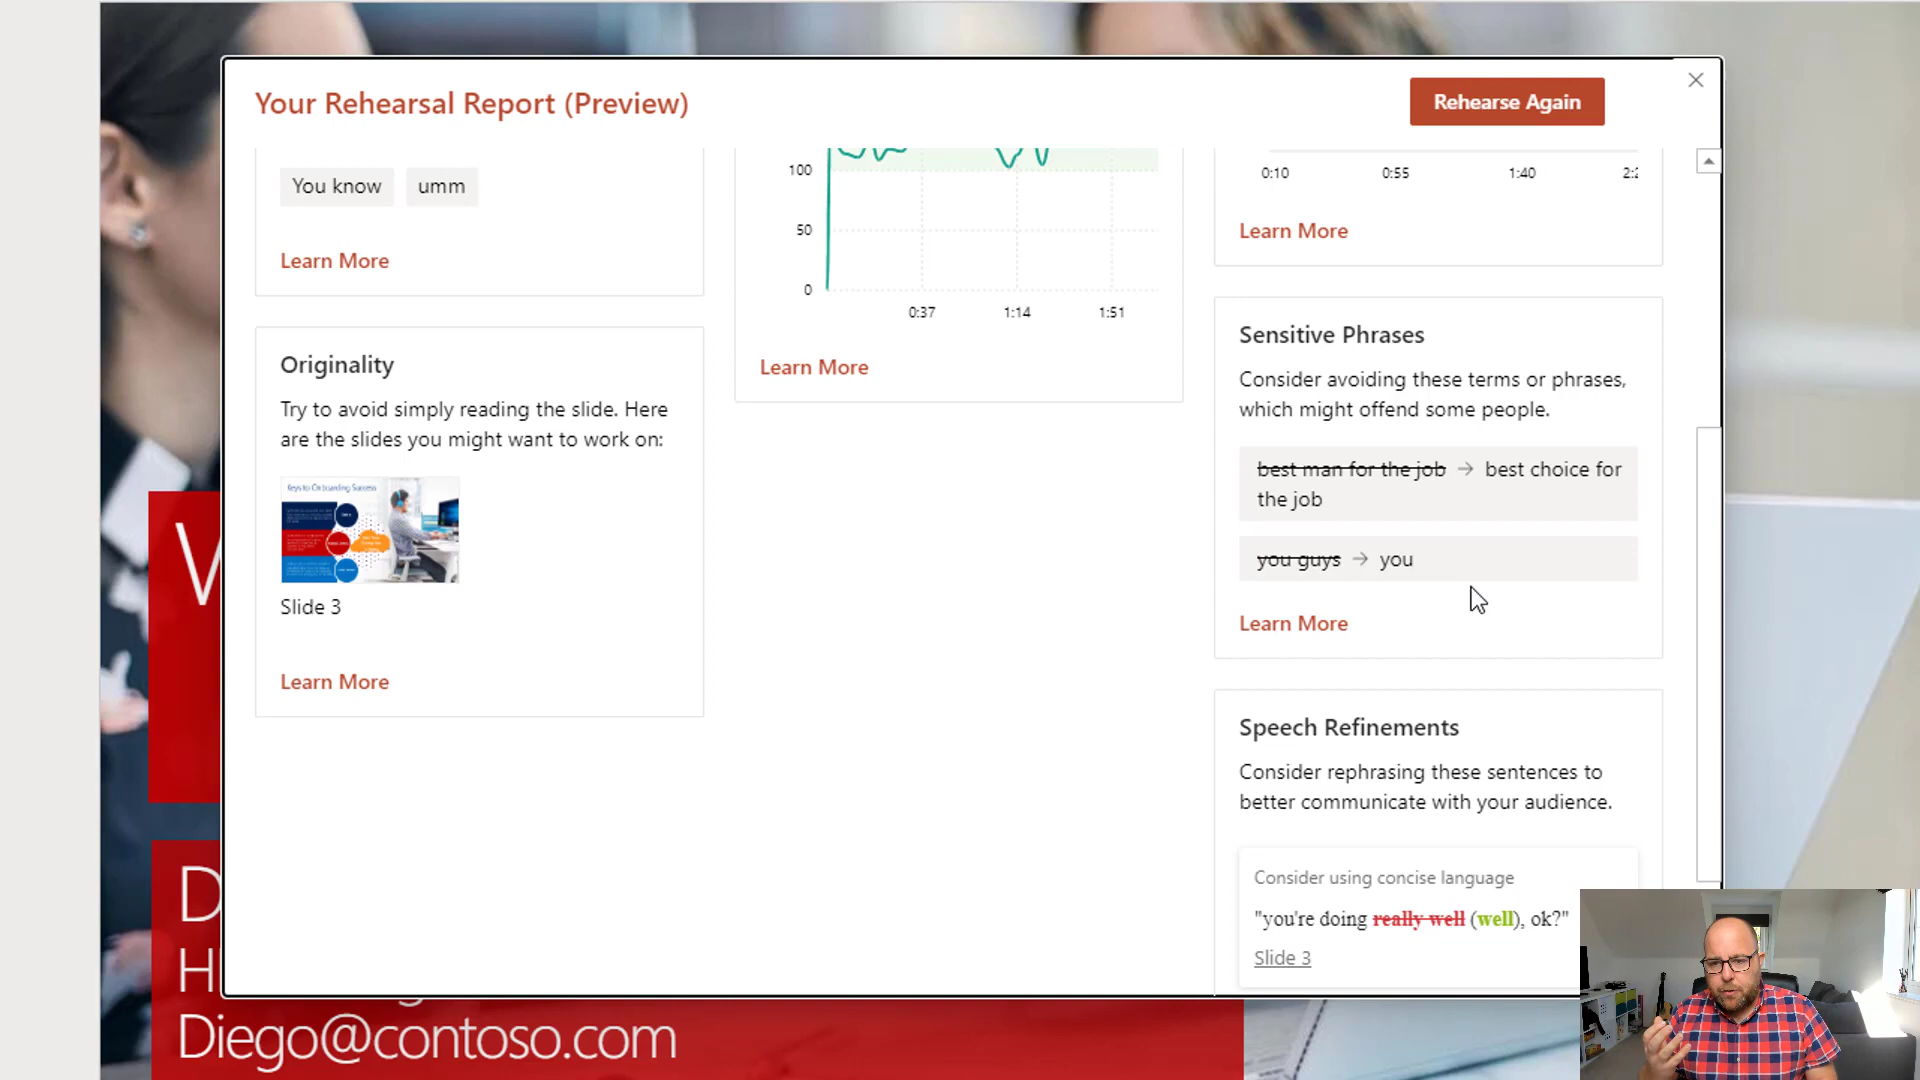 Your Rehearsal Report (Preview)
Rehearse Again
You know
umm
Learn More
Originality
Try to avoid simply reading the slide. Here
are the slides you might want to work on:
Keys to Onboarding Success
Slide 3
Learn More
100
50
0
0:37
1:14
1:51
Learn More
0:10
0:55
1:40
Learn More
Sensitive Phrases
Consider avoiding these terms or phrases,
which might offend some people.
best man for the job → best choice for
the job
you guys → you
Learn More
Speech Refinements
Consider rephrasing these sentences to
better communicate with your audience.
Consider using concise language
"you're doing really well (well), ok?"
Slide 3
Diego@contoso.com